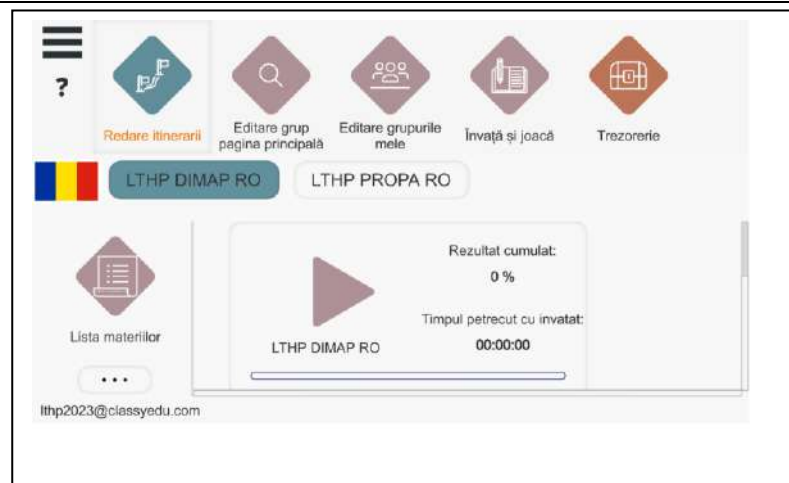 ?
Redare itinerarii
Editare grup
pagina principală
Editare grupurile
mele
Învață și joacă
Trezorerie
LTHP DIMAP RO
LTHP PROPA RO
Lista materiilor
...
LTHP DIMAP RO
Rezultat cumulat:
0 %
Timpul petrecut cu invatat:
00:00:00
lthp2023@classyedu.com